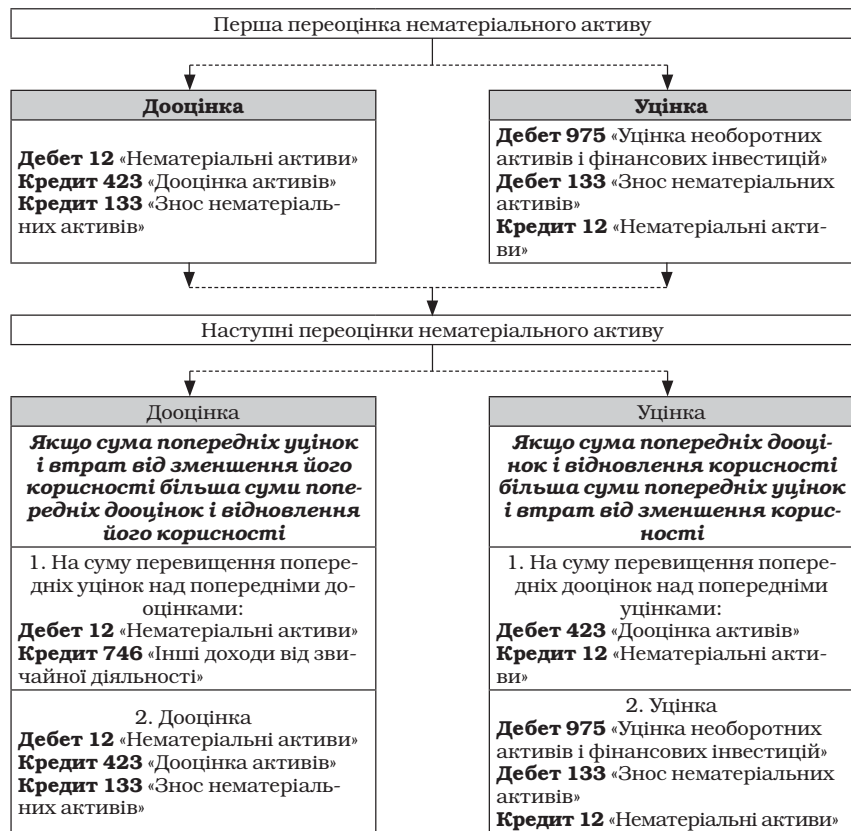 Перша переоцінка нематеріального активу
Дооцінка
Дебет 12 «Нематеріальні активи»
Кредит 423 «Дооцінка активів»
Кредит 133 «Знос нематеріаль-
них активів»
Уцінка
Дебет 975 «Уцінка необоротних
активів і фінансових інвестицій»
Дебет 133 «Знос нематеріальних
активів»
Кредит 12 «Нематеріальні акти-
ви»
Наступні переоцінки нематеріального активу
Дооцінка
Якщо сума попередніх уцінок
і втрат від зменшення його
корисності більша суми попе-
редніх дооцінок і відновлення
його корисності
1. На суму перевищення попере-
дніх уцінок над попередніми до-
оцінками:
Дебет 12 «Нематеріальні активи»
Кредит 746 «Інші доходи від зви-
чайної діяльності»
2. Дооцінка
Дебет 12 «Нематеріальні активи»
Кредит 423 «Дооцінка активів»
Кредит 133 «Знос нематеріаль-
них активів»
Уцінка
Якщо сума попередніх дооці-
нок і відновлення корисності
більша суми попередніх уцінок
і втрат від зменшення корис-
ності
1. На суму перевищення попере-
дніх дооцінок над попередніми
уцінками:
Дебет 423 «Дооцінка активів»
Кредит 12 «Нематеріальні акти-
ви»
2. Уцінка
Дебет 975 «Уцінка необоротних
активів і фінансових інвестицій»
Дебет 133 «Знос нематеріальних
активів»
Кредит 12 «Нематеріальні активи»